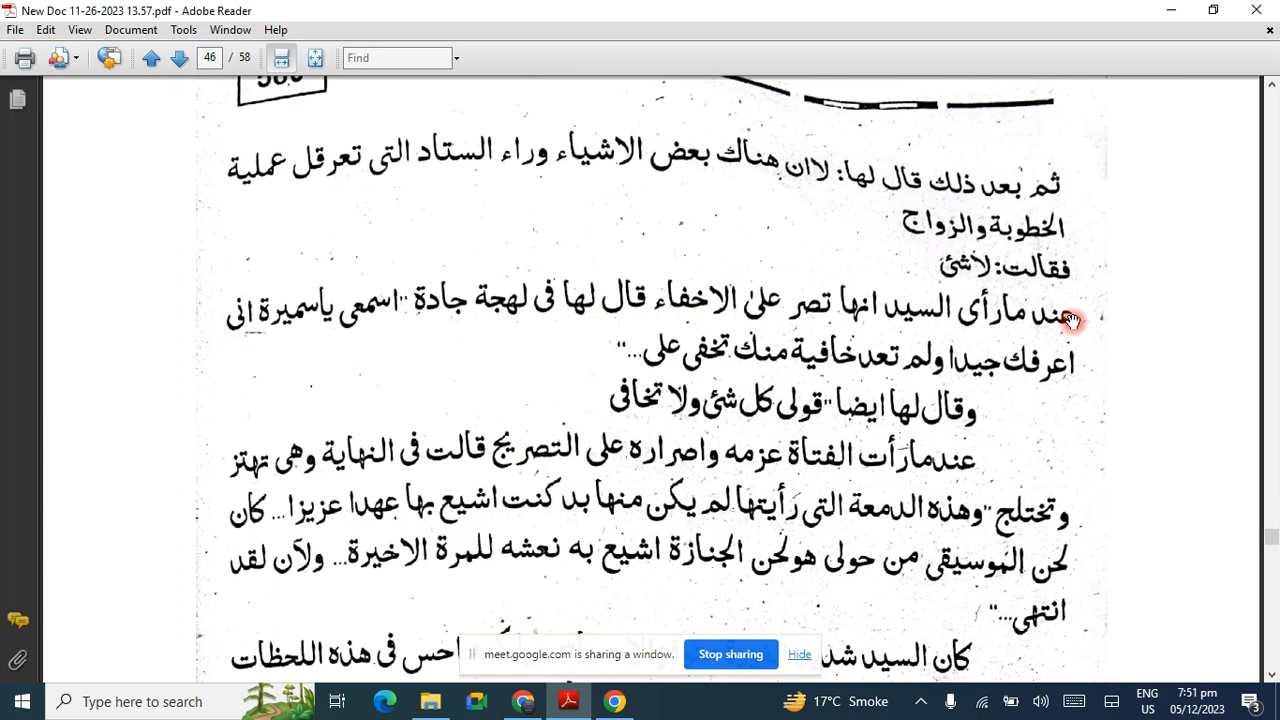 New Doc 11-26-2023 13.57.pdf - Adobe Reader
File Edit View Document Tools Window Help
46 / 58 Find
ثم بعد ذلك قال لها: لاان هناك بعض الاشياء وراء الستاد التى تعرقل عملية
الخطوبة والزواج
فقالت: لاشئ
عند مارأى السيد انها تصر على الاخفاء قال لها فى لهجة جادة "اسمعى ياسميرة انى
اعرفك جيدا ولم تعد خافية منك تخفى على..."
وقال لها ايضا "قولى كل شئ ولا تخافى
عندمارأت الفتاة عزمه واصراره على التصريح قالت فى النهاية وهى تهتز
وتختلج "وهذه الدمعة التى رأيتها لم يكن منها بد كنت اشيع بها عهدا عزيزا... كان
لحن الموسيقى من حولى هولحن الجنازة اشيع به نعشه للمرة الاخيرة... ولآن لقد
انتهى..."
كان السيد احس فى هذه اللحظات
meet.google.com is sharing a window. Stop sharing Hide
Type here to search
17°C Smoke
ENG
US
7:51 pm
05/12/2023
3